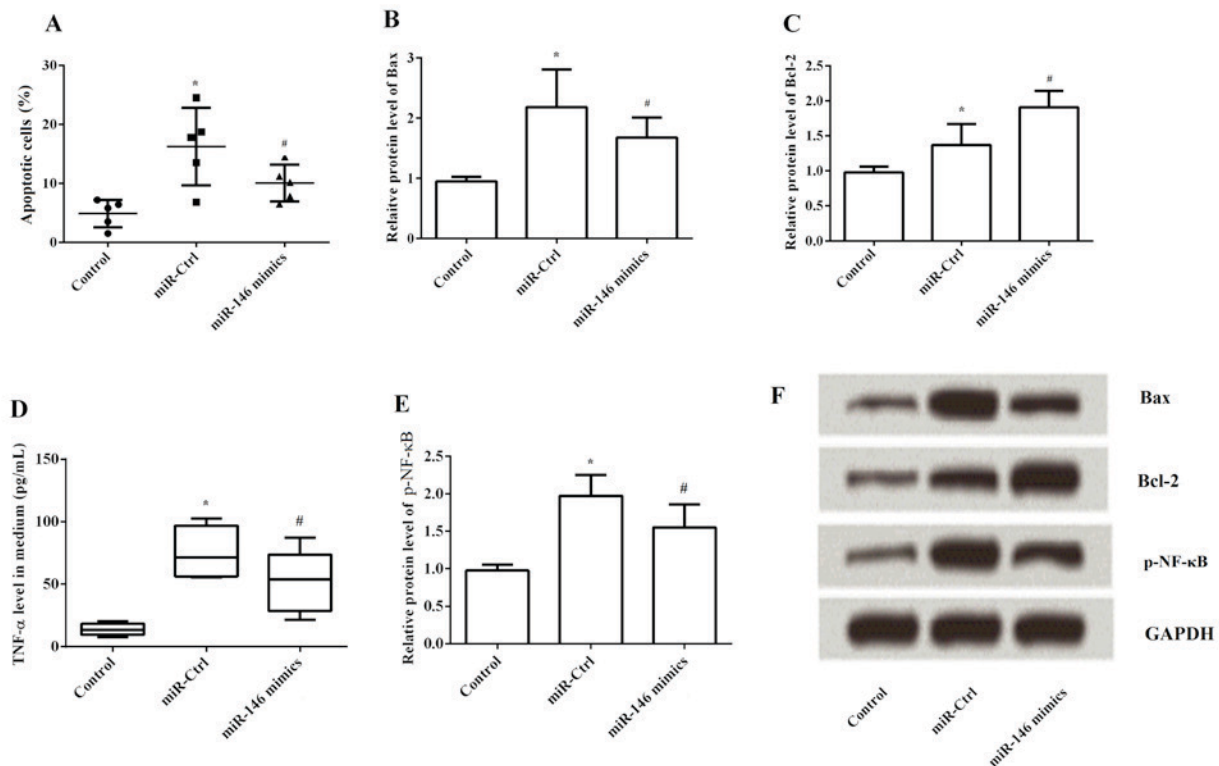 A
Apoptotic cells (%)
30
20
10
0
*
#
Control
miR-Ctrl
miR-146 mimics
B
Relaitve protein level of Bax
3
2
1
0
*
#
Control
miR-Ctrl
miR-146 mimics
C
Relative protein level of Bcl-2
2.5
2.0
1.5
1.0
0.5
0.0
*
#
Control
miR-Ctrl
miR-146 mimics
D
TNF-α level in medium (pg/mL)
150
100
50
0
*
#
Control
miR-Ctrl
miR-146 mimics
E
Relative protein level of p-NF-κB
2.5
2.0
1.5
1.0
0.5
0.0
*
#
Control
miR-Ctrl
miR-146 mimics
F
Bax
Bcl-2
p-NF-κB
GAPDH
Control
miR-Ctrl
miR-146 mimics